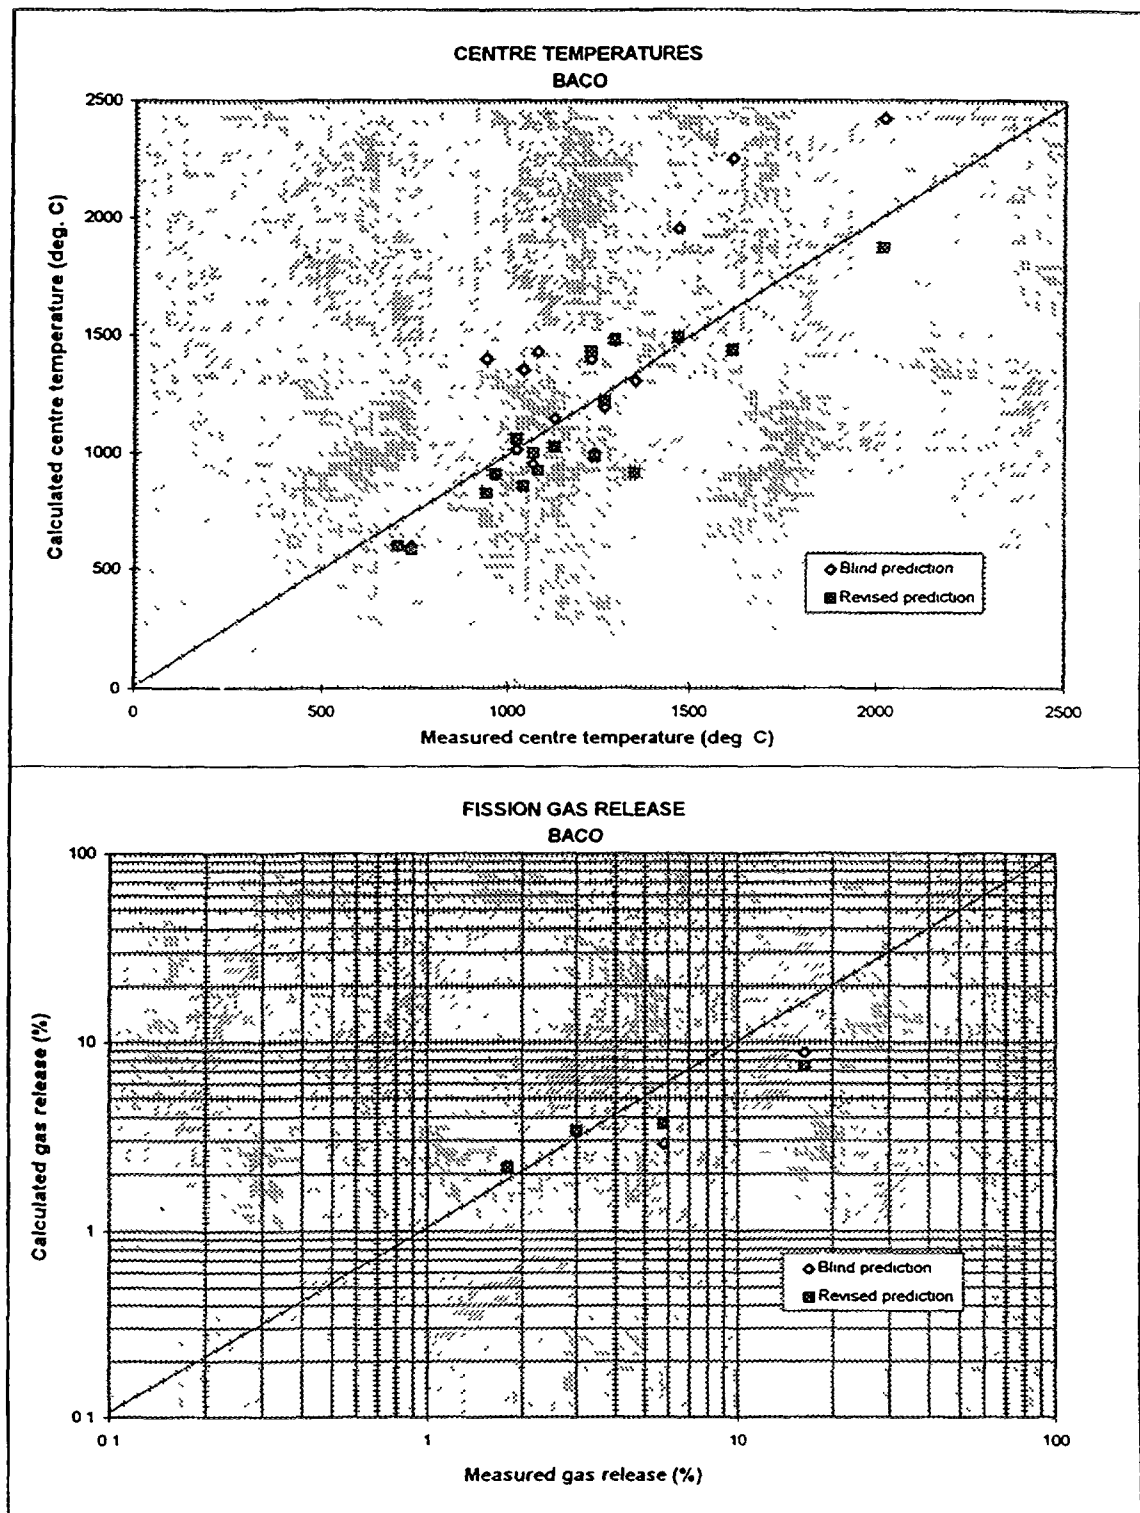 CENTRE TEMPERATURES
BACO
2500
2000
1500
1000
500
0
Calculated centre temperature (deg. C)
Blind prediction
Revised prediction
0 500 1000 1500 2000 2500
Measured centre temperature (deg C)
FISSION GAS RELEASE
BACO
100
10
1
0 1
Calculated gas release (%)
Blind prediction
Revised prediction
0 1 1 10 100
Measured gas release (%)